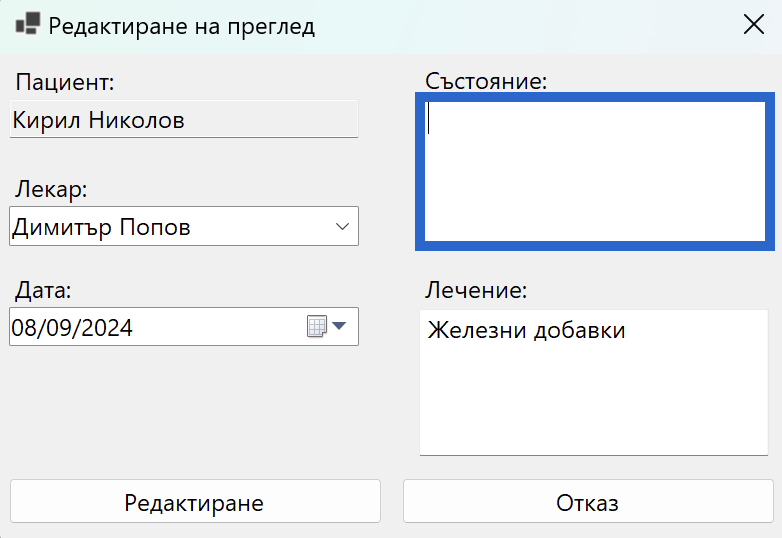 Редактиране на преглед
Пациент:
Кирил Николов
Лекар:
Димитър Попов
Дата:
08/09/2024
Състояние:
Лечение:
Железни добавки
Редактиране
Отказ